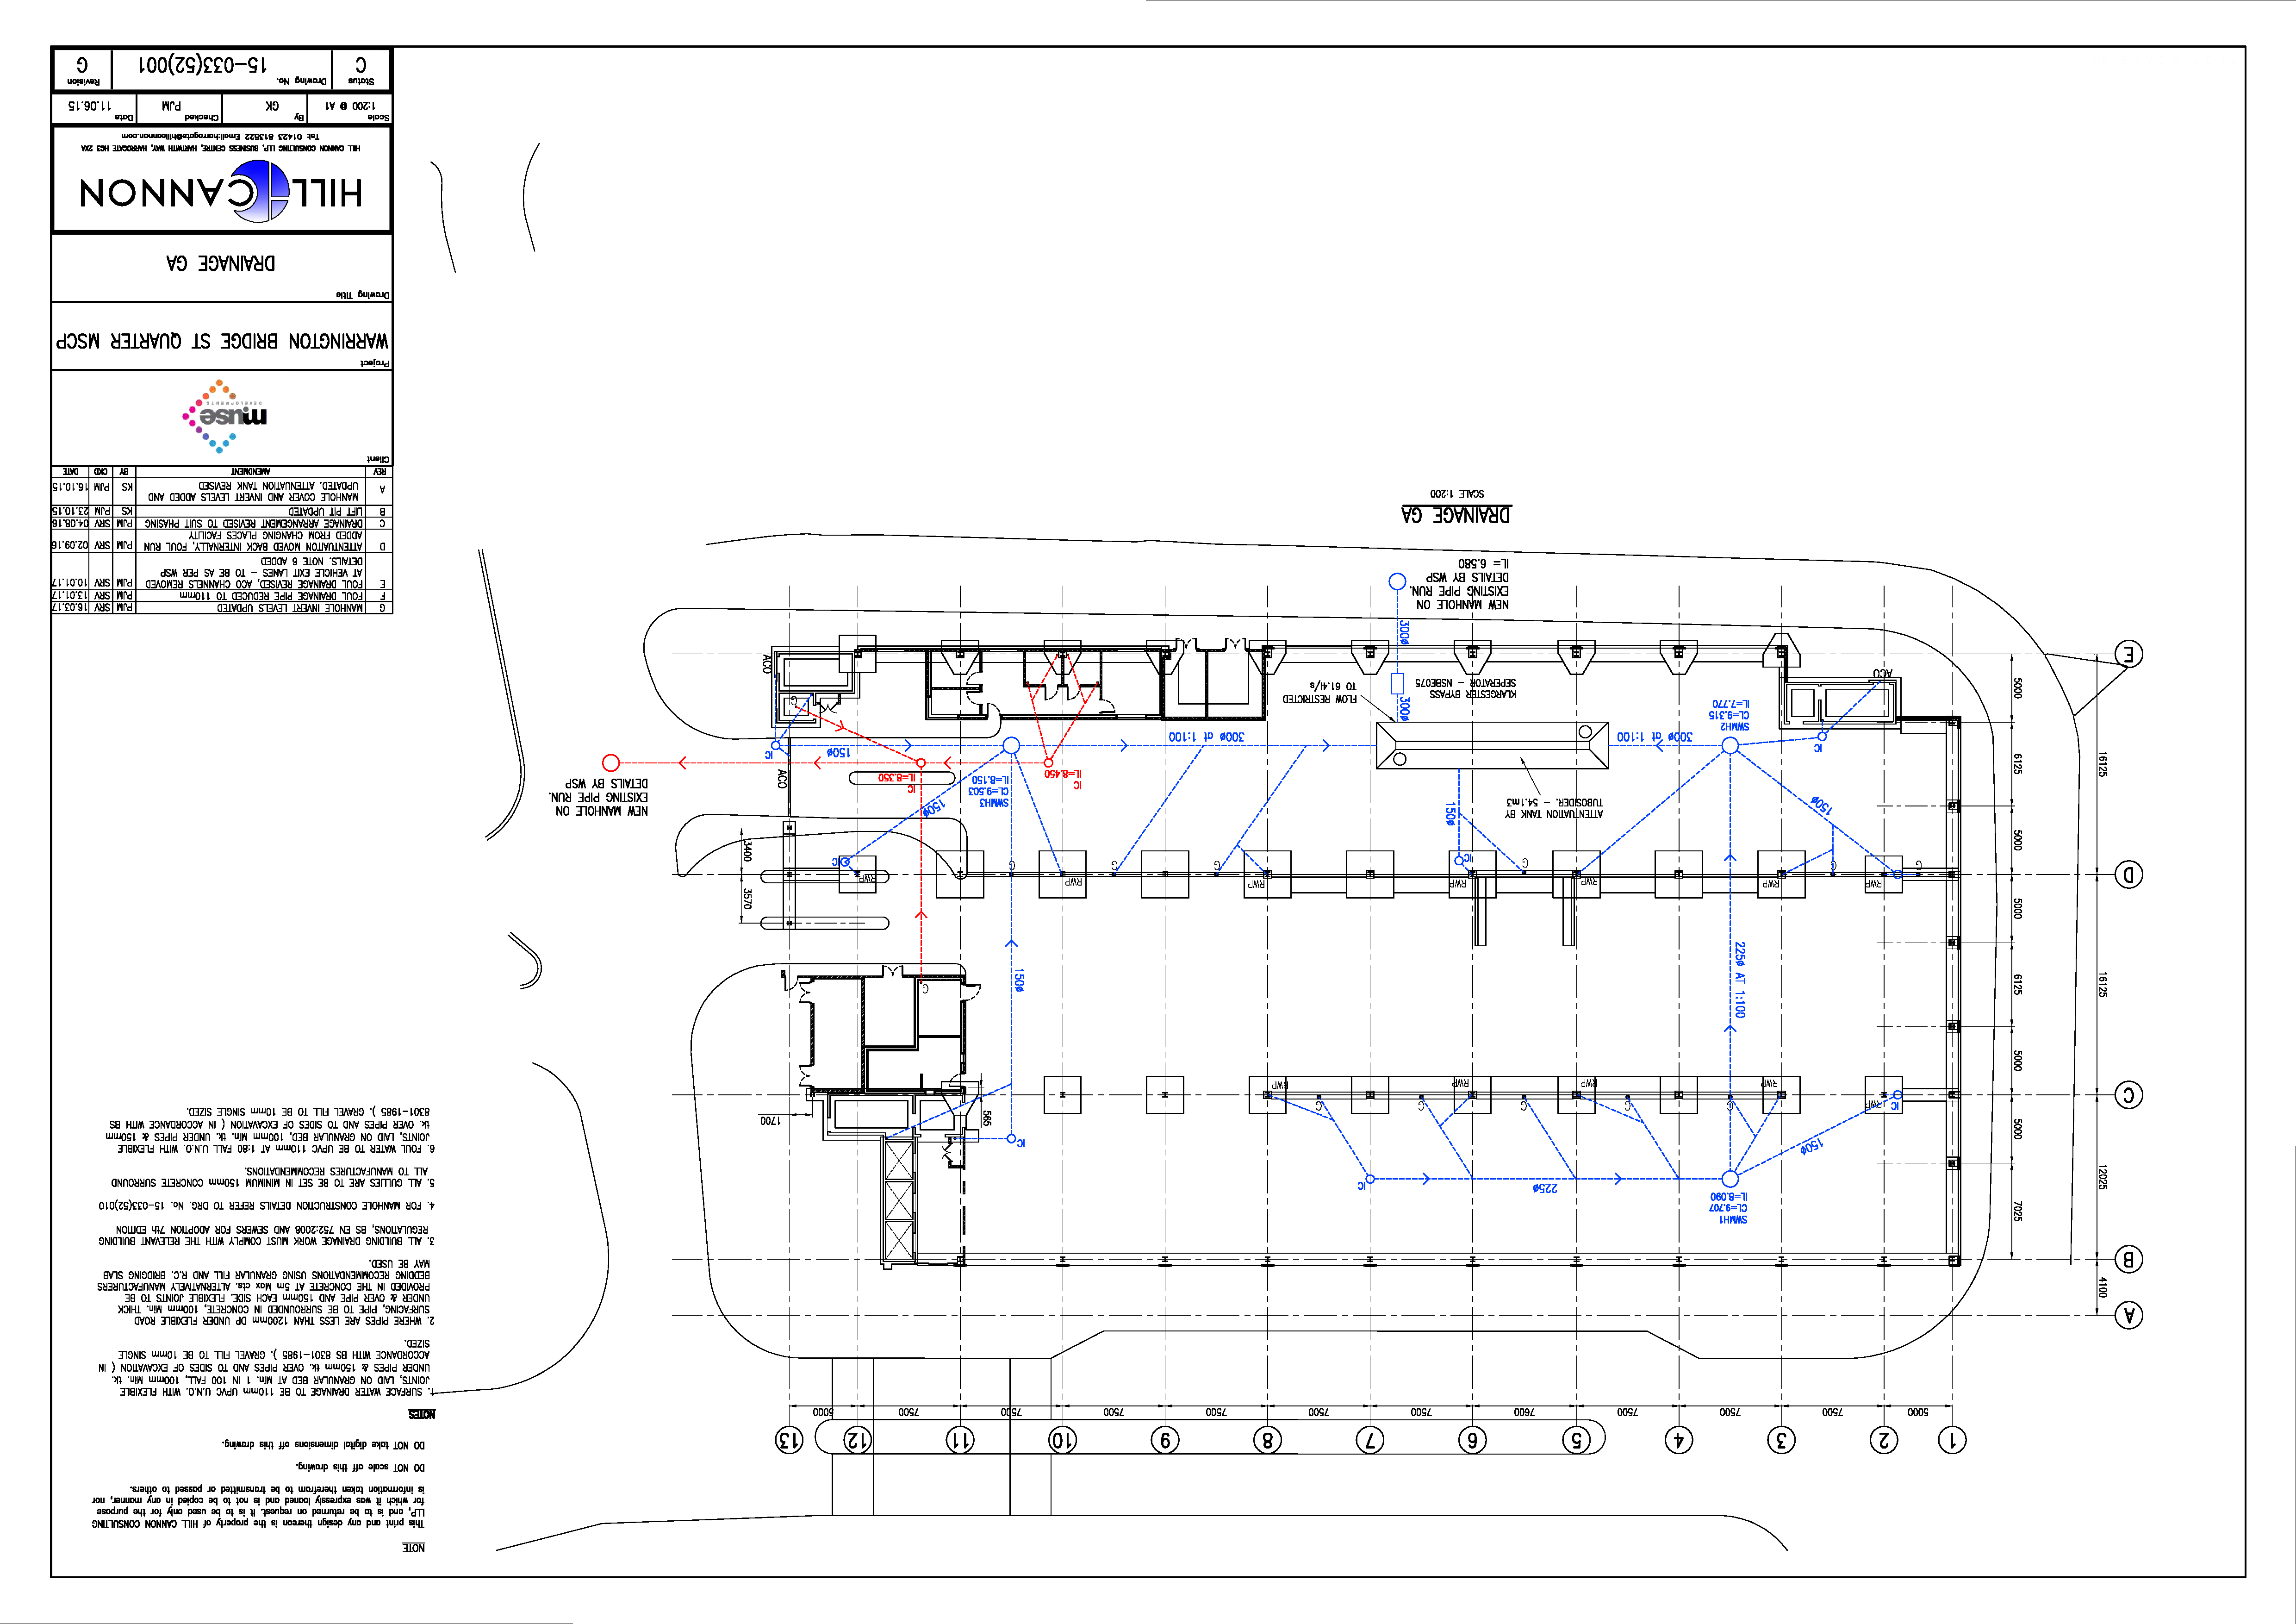 NOTE
This print and any design thereon is the property of HILL CANNON CONSULTING
LLP, and is to be returned on request. It is to be used only for the purpose
for which it was expressly loaned and is not to be copied in any manner, nor
is information taken therefrom to be transmitted or passed to others.
DO NOT scale off this drawing.
DO NOT take digital dimensions off this drawing.
NOTES
1. SURFACE WATER DRAINAGE TO BE 110mm UPVC U.N.O. WITH FLEXIBLE
JOINTS, LAID ON GRANULAR BED AT Min. 1 IN 100 FALL, 100mm Min. tk.
UNDER PIPES & 150mm tk. OVER PIPES AND TO SIDES OF EXCAVATION ( IN
ACCORDANCE WITH BS 8301-1985 ). GRAVEL FILL TO BE 10mm SINGLE
SIZED.
2. WHERE PIPES ARE LESS THAN 1200mm DP UNDER FLEXIBLE ROAD
SURFACING, PIPE TO BE SURROUNDED IN CONCRETE, 100mm Min. THICK
UNDER & OVER PIPE AND 150mm EACH SIDE. FLEXIBLE JOINTS TO BE
PROVIDED IN THE CONCRETE AT 5m Max cts. ALTERNATIVELY MANUFACTURERS
BEDDING RECOMMENDATIONS USING GRANULAR FILL AND R.C. BRIDGING SLAB
MAY BE USED.
3. ALL BUILDING DRAINAGE WORK MUST COMPLY WITH THE RELEVANT BUILDING
REGULATIONS, BS EN 752:2008 AND SEWERS FOR ADOPTION 7th EDITION
4. FOR MANHOLE CONSTRUCTION DETAILS REFER TO DRG. No. 15-033(52)010
5. ALL GULLIES ARE TO BE SET IN MINIMUM 150mm CONCRETE SURROUND
ALL TO MANUFACTURES RECOMMENDATIONS.
6. FOUL WATER TO BE UPVC 110mm AT 1:80 FALL U.N.O. WITH FLEXIBLE
JOINTS, LAID ON GRANULAR BED, 100mm Min. tk. UNDER PIPES & 150mm
tk. OVER PIPES AND TO SIDES OF EXCAVATION ( IN ACCORDANCE WITH BS
8301-1985 ). GRAVEL FILL TO BE 10mm SINGLE SIZED.
1 2 3 4 5 6 7 8 9 10 11 12 13
5000 7500 7500 7500 7600 7500 7500 7500 7500 7500 7500 5000
A
4100
B
12025 7025
5000
C
16125 5000
6125
5000
D
16125 5000
6125
5000
E
SWMH1
CL=9.707
IL=8.090
225ø
IC
150ø
IC
RWP RWP RWP RWP RWP
G G G G G
IC
565
1700
225ø AT 1:100
150ø
G
3570
3400
RWP RWP RWP RWP RWP RWP RWP
G G G G G G
IC
IC
150ø
150ø
150ø
ATTENUATION TANK BY
TUBOSIDER. - 54.1m3
NEW MANHOLE ON
EXISTING PIPE RUN.
DETAILS BY WSP
SWMH3
CL=9.503
IL=8.150
IC
IL=8.350
IC
IL=8.450
ACO
IC
150ø
300ø at 1:100
300ø at 1:100
IC
SWMH2
CL=9.315
IL=7.770
FLOW RESTRICTED
TO 61.4l/s
300ø
KLARGESTER BYPASS
SEPERATOR - NSBE075
ACO
G
ACO
300ø
NEW MANHOLE ON
EXISTING PIPE RUN.
DETAILS BY WSP
IL= 6.580
DRAINAGE GA
SCALE 1:200
G MANHOLE INVERT LEVELS UPDATED SRV PJM 16.03.17
F FOUL DRAINAGE PIPE REDUCED TO 110mm SRV PJM 13.01.17
E FOUL DRAINAGE REVISED, ACO CHANNELS REMOVED SRV PJM 10.01.17
AT VEHICLE EXIT LANES - TO BE AS PER WSP
DETAILS. NOTE 6 ADDED
D ATTENTUAITON MOVED BACK INTERNALLY, FOUL RUN SRV PJM 02.09.16
ADDED FROM CHANGING PLACES FACILITY
C DRAINAGE ARRANGEMENT REVISED TO SUIT PHASING SRV PJM 04.08.16
B LIFT PIT UPDATED KS PJM 23.10.15
A MANHOLE COVER AND INVERT LEVELS ADDED AND KS PJM 16.10.15
UPDATED. ATTENUATION TANK REVISED
REV AMENDMENT BY CKD DATE
Client
muse
DEVELOPMENTS
Project
WARRINGTON BRIDGE ST QUARTER MSCP
Drawing Title
DRAINAGE GA
HILL CANNON
HILL CANNON CONSULTING LLP, BUSINESS CENTRE, HARTWITH WAY, HARROGATE HG3 2XA
Tel: 01423 813522 Email:harrogate@hillcannon.com
Scale By Checked Date
1:200 @ A1 GK PJM 11.06.15
Status Drawing No. Revision
C 15-033(52)001 G